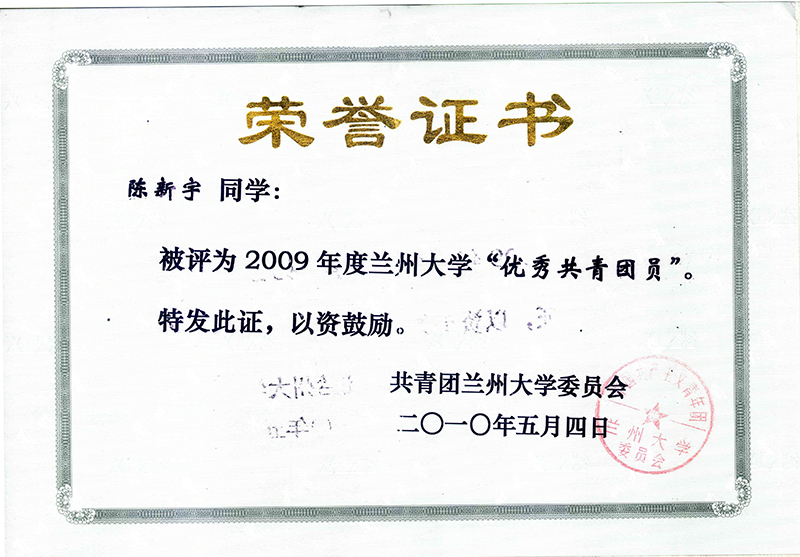 荣誉证书
陈新宇 同学:
被评为2009年度兰州大学“优秀共青团员”。
特发此证，以资鼓励。
共青团兰州大学委员会
二〇一〇年五月四日
兰州大学
委员会